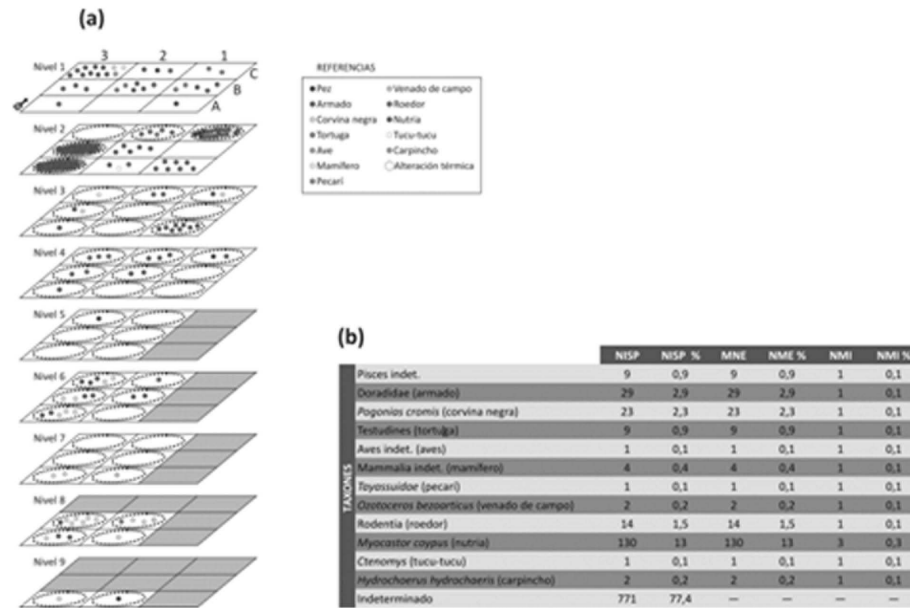 (a)
3 2 1
Nivel 1
C
B
A
Nivel 2
Nivel 3
Nivel 4
Nivel 5
Nivel 6
Nivel 7
Nivel 8
Nivel 9
REFERENCIAS
Pez
Armado
Corvina negra
Tortuga
Ave
Mamífero
Pecarí
Venado de campo
Roedor
Nutria
Tucu-tucu
Carpincho
Alteración térmica
(b)
NISP NISP % MNE NME % NMI NMI %
TAXONES
Pisces indet. 9 0,9 9 0,9 1 0,1
Doradidae (armado) 29 2,9 29 2,9 1 0,1
Pogonias cromis (corvina negra) 23 2,3 23 2,3 1 0,1
Testudines (tortuga) 9 0,9 9 0,9 1 0,1
Aves indet. (aves) 1 0,1 1 0,1 1 0,1
Mammalia indet. (mamífero) 4 0,4 4 0,4 1 0,1
Tayassuidae (pecari) 1 0,1 1 0,1 1 0,1
Ozotoceros bezoarticus (venado de campo) 2 0,2 2 0,2 1 0,1
Rodentia (roedor) 14 1,5 14 1,5 1 0,1
Myocastor coypus (nutria) 130 13 130 13 3 0,3
Ctenomys (tucu-tucu) 1 0,1 1 0,1 1 0,1
Hydrochaerus hydrochaeris (carpincho) 2 0,2 2 0,2 1 0,1
Indeterminado 771 77,4 — — — —